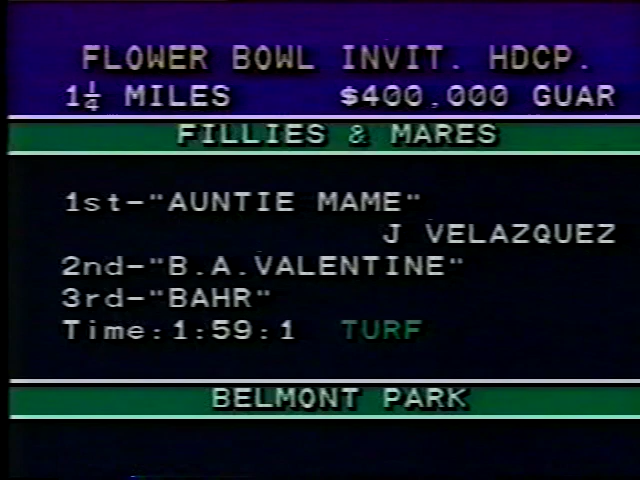 FLOWER BOWL INVIT. HDCP.
1¼ MILES $400,000 GUAR
FILLIES & MARES
1st-"AUNTIE MAME"
J VELAZQUEZ
2nd-"B.A.VALENTINE"
3rd-"BAHR"
Time:1:59:1 TURF
BELMONT PARK